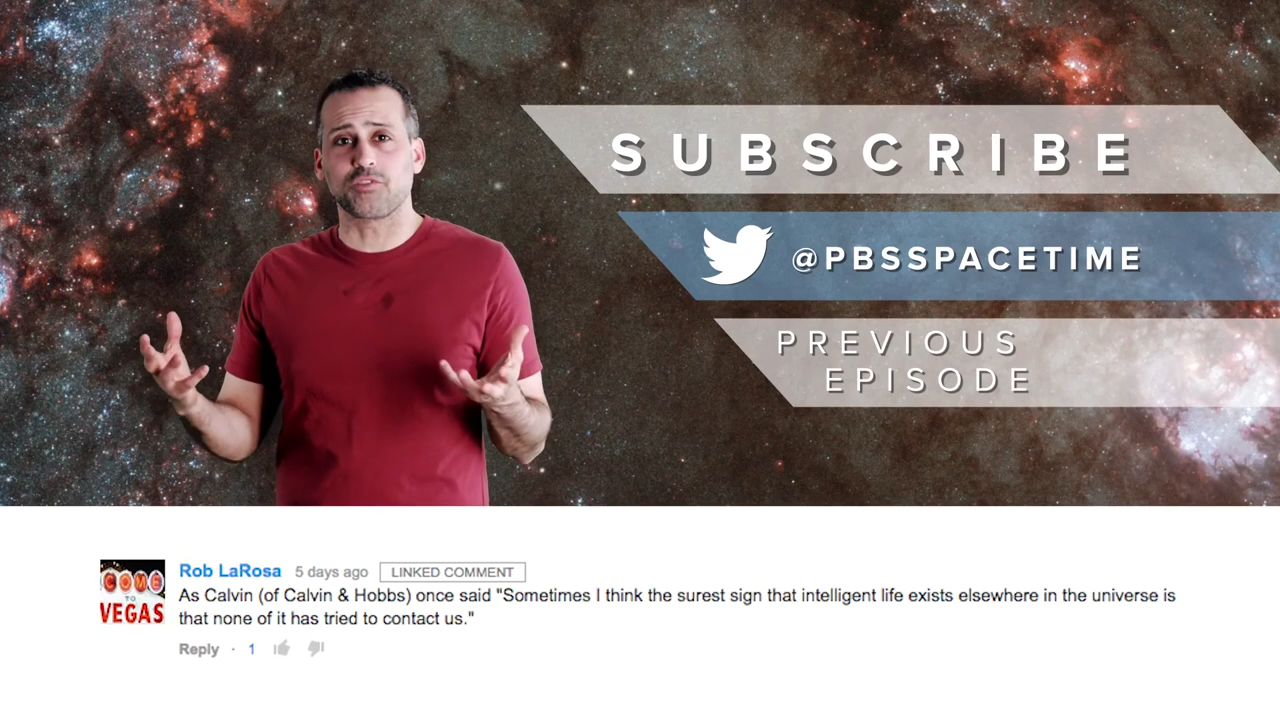 SUBSCRIBE
@PBSSPACETIME
PREVIOUS
EPISODE
COME
TO
VEGAS
Rob LaRosa 5 days ago LINKED COMMENT
As Calvin (of Calvin & Hobbs) once said "Sometimes I think the surest sign that intelligent life exists elsewhere in the universe is
that none of it has tried to contact us."
Reply · 1